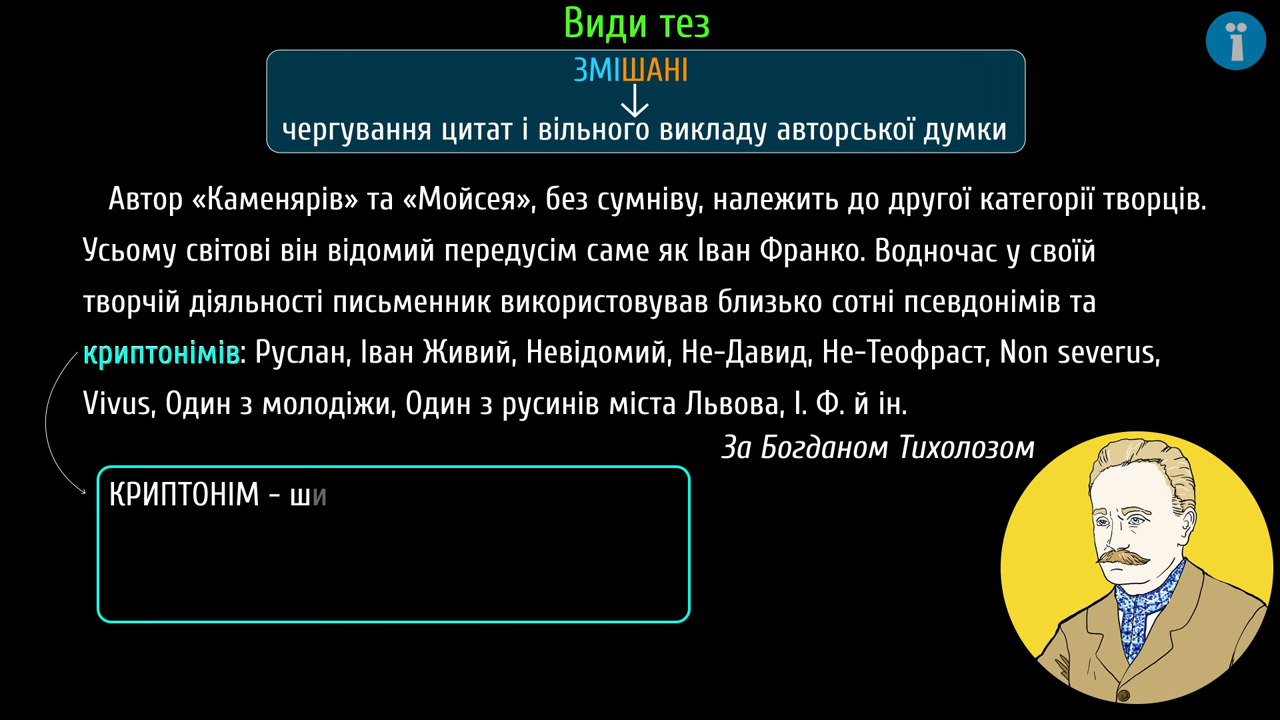 Види тез
ЗМІШАНІ
чергування цитат і вільного викладу авторської думки
Автор «Каменярів» та «Мойсея», без сумніву, належить до другої категорії творців.
Усьому світові він відомий передусім саме як Іван Франко. Водночас у своїй
творчій діяльності письменник використовував близько сотні псевдонімів та
криптонімів: Руслан, Іван Живий, Невідомий, Не-Давид, Не-Теофраст, Non severus,
Vivus, Один з молодіжи, Один з русинів міста Львова, І. Ф. й ін.
За Богданом Тихолозом
КРИПТОНІМ - ши
ї